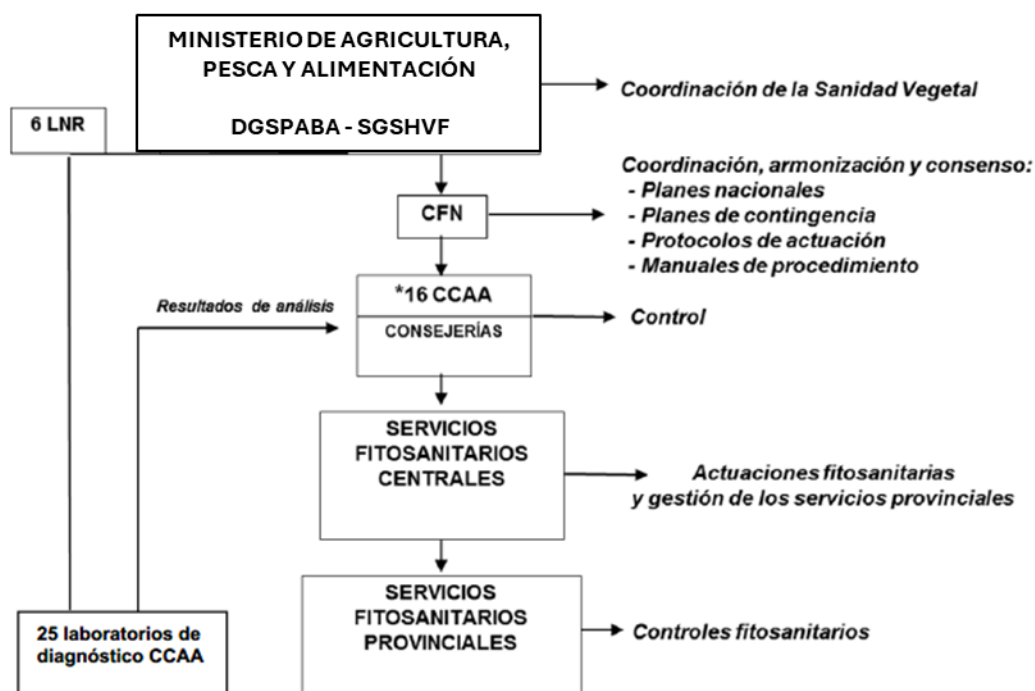 MINISTERIO DE AGRICULTURA,
PESCA Y ALIMENTACIÓN
DGSPABA - SGSHVF
Coordinación de la Sanidad Vegetal
6 LNR
CFN
Coordinación, armonización y consenso:
- Planes nacionales
- Planes de contingencia
- Protocolos de actuación
- Manuales de procedimiento
Resultados de análisis
*16 CCAA
CONSEJERÍAS
Control
SERVICIOS
FITOSANITARIOS
CENTRALES
Actuaciones fitosanitarias
y gestión de los servicios provinciales
SERVICIOS
FITOSANITARIOS
PROVINCIALES
Controles fitosanitarios
25 laboratorios de
diagnóstico CCAA